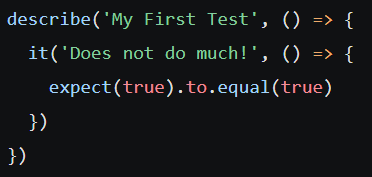 describe('My First Test', () => {
  it('Does not do much!', () => {
    expect(true).to.equal(true)
  })
})